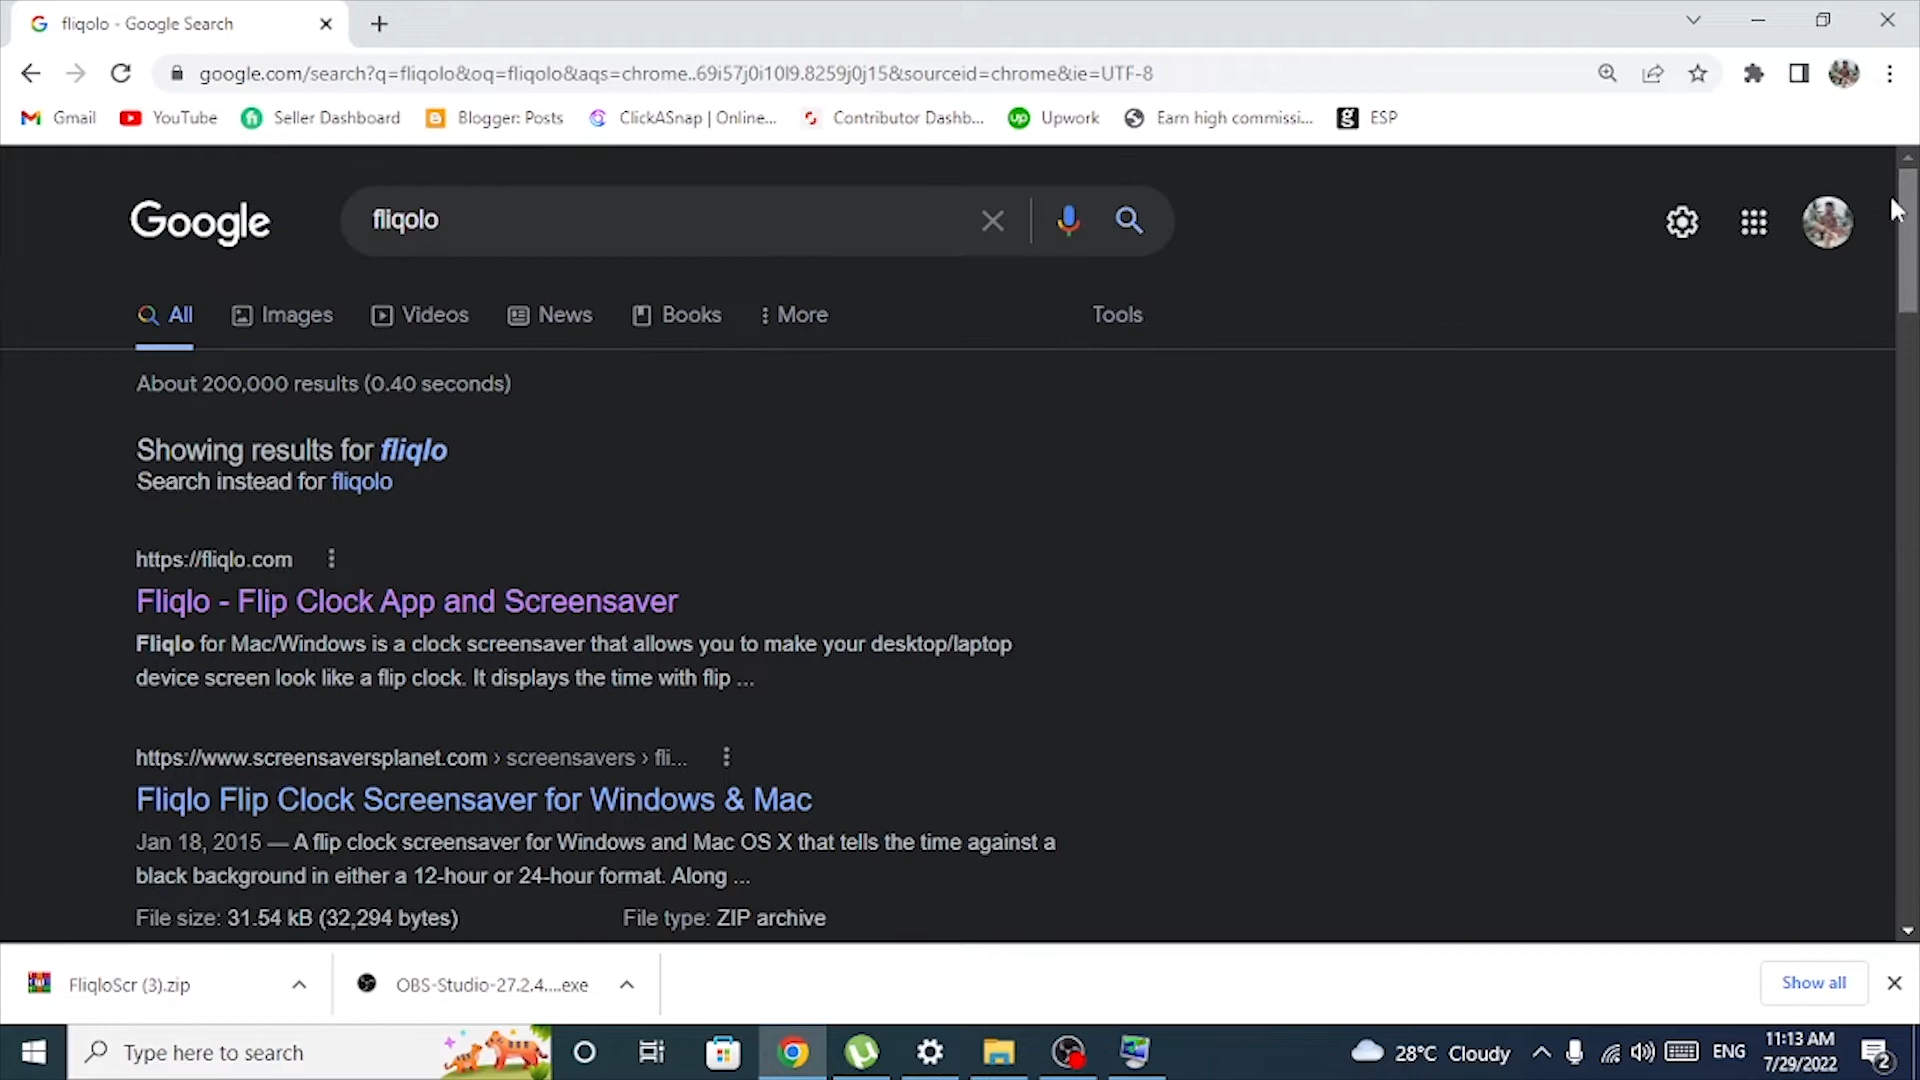 fliqolo - Google Search
google.com/search?q=fliqolo&oq=fliqolo&aqs=chrome..69i57j0i10l9.8259j0j15&sourceid=chrome&ie=UTF-8
Gmail YouTube Seller Dashboard Blogger: Posts ClickASnap | Online... Contributor Dashb... Upwork Earn high commissi... ESP
Google fliqolo
All Images Videos News Books More Tools
About 200,000 results (0.40 seconds)
Showing results for fliqlo
Search instead for fliqolo
https://fliqlo.com
Fliqlo - Flip Clock App and Screensaver
Fliqlo for Mac/Windows is a clock screensaver that allows you to make your desktop/laptop
device screen look like a flip clock. It displays the time with flip ...
https://www.screensaversplanet.com › screensavers › fli...
Fliqlo Flip Clock Screensaver for Windows & Mac
Jan 18, 2015 — A flip clock screensaver for Windows and Mac OS X that tells the time against a
black background in either a 12-hour or 24-hour format. Along ...
File size: 31.54 kB (32,294 bytes) File type: ZIP archive
FliqloScr (3).zip OBS-Studio-27.2.4....exe Show all
Type here to search 28°C Cloudy ENG 11:13 AM
7/29/2022 2